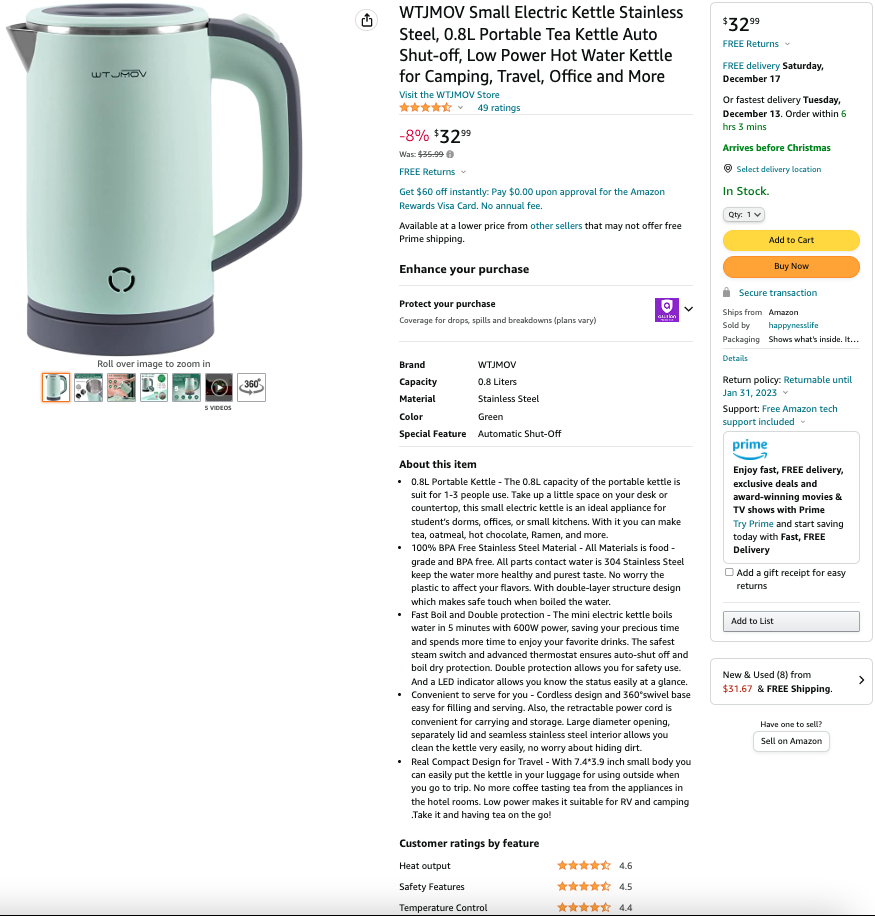 WTJMOV
Roll over image to zoom in
360°
5 VIDEOS
WTJMOV Small Electric Kettle Stainless
Steel, 0.8L Portable Tea Kettle Auto
Shut-off, Low Power Hot Water Kettle
for Camping, Travel, Office and More
Visit the WTJMOV Store
49 ratings
-8% $32 99
Was: $35.99
FREE Returns
Get $60 off instantly: Pay $0.00 upon approval for the Amazon
Rewards Visa Card. No annual fee.
Available at a lower price from other sellers that may not offer free
Prime shipping.
Enhance your purchase
Protect your purchase
Coverage for drops, spills and breakdowns (plans vary)
Brand WTJMOV
Capacity 0.8 Liters
Material Stainless Steel
Color Green
Special Feature Automatic Shut-Off
About this item
• 0.8L Portable Kettle - The 0.8L capacity of the portable kettle is
suit for 1-3 people use. Take up a little space on your desk or
countertop, this small electric kettle is an ideal appliance for
student's dorms, offices, or small kitchens. With it you can make
tea, oatmeal, hot chocolate, Ramen, and more.
• 100% BPA Free Stainless Steel Material - All Materials is food -
grade and BPA free. All parts contact water is 304 Stainless Steel
keep the water more healthy and purest taste. No worry the
plastic to affect your flavors. With double-layer structure design
which makes safe touch when boiled the water.
• Fast Boil and Double protection - The mini electric kettle boils
water in 5 minutes with 600W power, saving your precious time
and spends more time to enjoy your favorite drinks. The safest
steam switch and advanced thermostat ensures auto-shut off and
boil dry protection. Double protection allows you for safety use.
And a LED indicator allows you know the status easily at a glance.
• Convenient to serve for you - Cordless design and 360°swivel base
easy for filling and serving. Also, the retractable power cord is
convenient for carrying and storage. Large diameter opening,
separately lid and seamless stainless steel interior allows you
clean the kettle very easily, no worry about hiding dirt.
• Real Compact Design for Travel - With 7.4*3.9 inch small body you
can easily put the kettle in your luggage for using outside when
you go to trip. No more coffee tasting tea from the appliances in
the hotel rooms. Low power makes it suitable for RV and camping
.Take it and having tea on the go!
Customer ratings by feature
Heat output 4.6
Safety Features 4.5
Temperature Control 4.4
$32 99
FREE Returns
FREE delivery Saturday,
December 17
Or fastest delivery Tuesday,
December 13. Order within 6
hrs 3 mins
Arrives before Christmas
Select delivery location
In Stock.
Qty: 1
Add to Cart
Buy Now
Secure transaction
Ships from Amazon
Sold by happynesslife
Packaging Shows what's inside. It…
Details
Return policy: Returnable until
Jan 31, 2023
Support: Free Amazon tech
support included
prime
Enjoy fast, FREE delivery,
exclusive deals and
award-winning movies &
TV shows with Prime
Try Prime and start saving
today with Fast, FREE
Delivery
Add a gift receipt for easy
returns
Add to List
New & Used (8) from
$31.67 & FREE Shipping.
Have one to sell?
Sell on Amazon